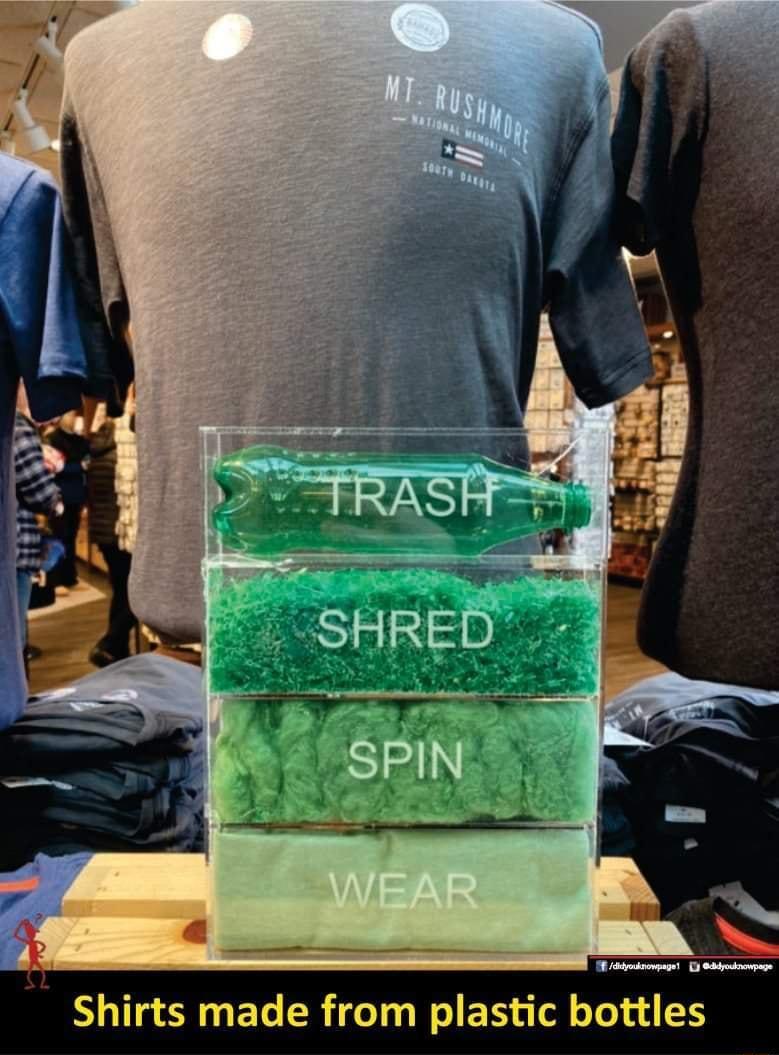 MT. RUSHMORE
NATIONAL MEMORIAL
SOUTH DAKOTA
TRASH
SHRED
SPIN
WEAR
/didyouknowpage1 @didyouknowpage
Shirts made from plastic bottles